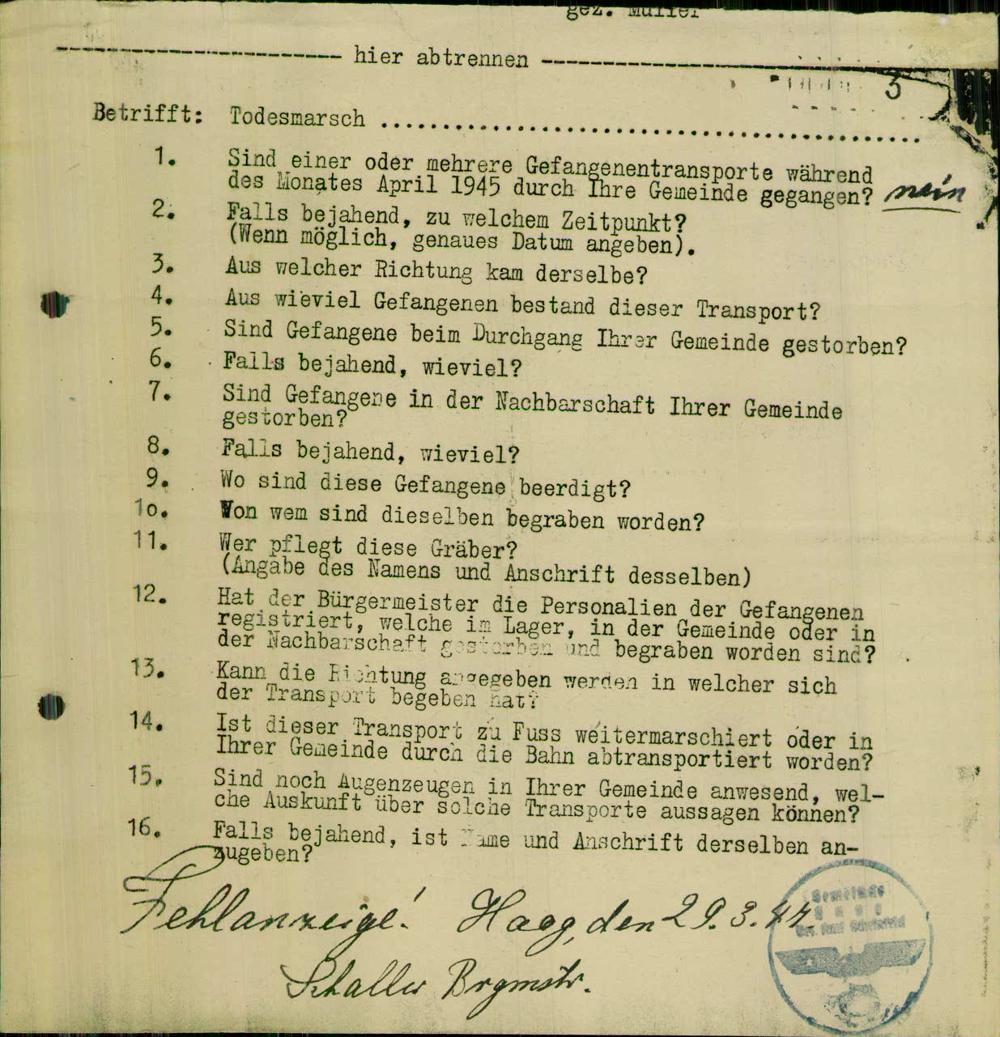 gez. Müller
hier abtrennen
3
Betrifft: Todesmarsch
1. Sind einer oder mehrere Gefangenentransporte während
des Monates April 1945 durch Ihre Gemeinde gegangen? nein
2. Falls bejahend, zu welchem Zeitpunkt?
(Wenn möglich, genaues Datum angeben).
3. Aus welcher Richtung kam derselbe?
4. Aus wieviel Gefangenen bestand dieser Transport?
5. Sind Gefangene beim Durchgang Ihrer Gemeinde gestorben?
6. Falls bejahend, wieviel?
7. Sind Gefangene in der Nachbarschaft Ihrer Gemeinde
gestorben?
8. Falls bejahend, wieviel?
9. Wo sind diese Gefangene beerdigt?
1o. Von wem sind dieselben begraben worden?
11. Wer pflegt diese Gräber?
(Angabe des Namens und Anschrift desselben)
12. Hat der Bürgermeister die Personalien der Gefangenen
registriert, welche im Lager, in der Gemeinde oder in
der Nachbarschaft gestorben und begraben worden sind?
13. Kann die Richtung angegeben werden in welcher sich
der Transport begeben hat?
14. Ist dieser Transport zu Fuss weitermarschiert oder in
Ihrer Gemeinde durch die Bahn abtransportiert worden?
15. Sind noch Augenzeugen in Ihrer Gemeinde anwesend, wel-
che Auskunft über solche Transporte aussagen können?
16. Falls bejahend, ist Name und Anschrift derselben an-
zugeben?
Fehlanzeige! Haag, den 29.3.47
Schaller Brgmstr.
Gemeinde
Haag